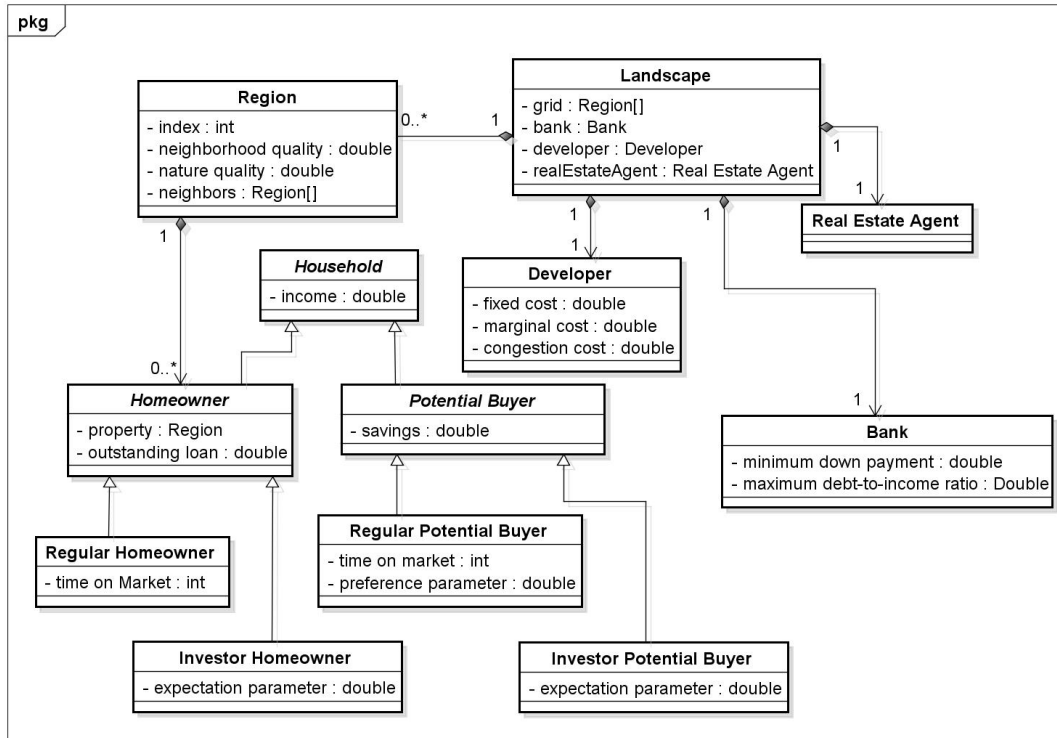 pkg
Region
- index : int
- neighborhood quality : double
- nature quality : double
- neighbors : Region[]
0..*
1
Landscape
- grid : Region[]
- bank : Bank
- developer : Developer
- realEstateAgent : Real Estate Agent
1
1
Real Estate Agent
1
1
1
1
Household
- income : double
Developer
- fixed cost : double
- marginal cost : double
- congestion cost : double
0..*
1
Homeowner
- property : Region
- outstanding loan : double
Potential Buyer
- savings : double
Bank
- minimum down payment : double
- maximum debt-to-income ratio : Double
Regular Homeowner
- time on Market : int
Regular Potential Buyer
- time on market : int
- preference parameter : double
Investor Homeowner
- expectation parameter : double
Investor Potential Buyer
- expectation parameter : double